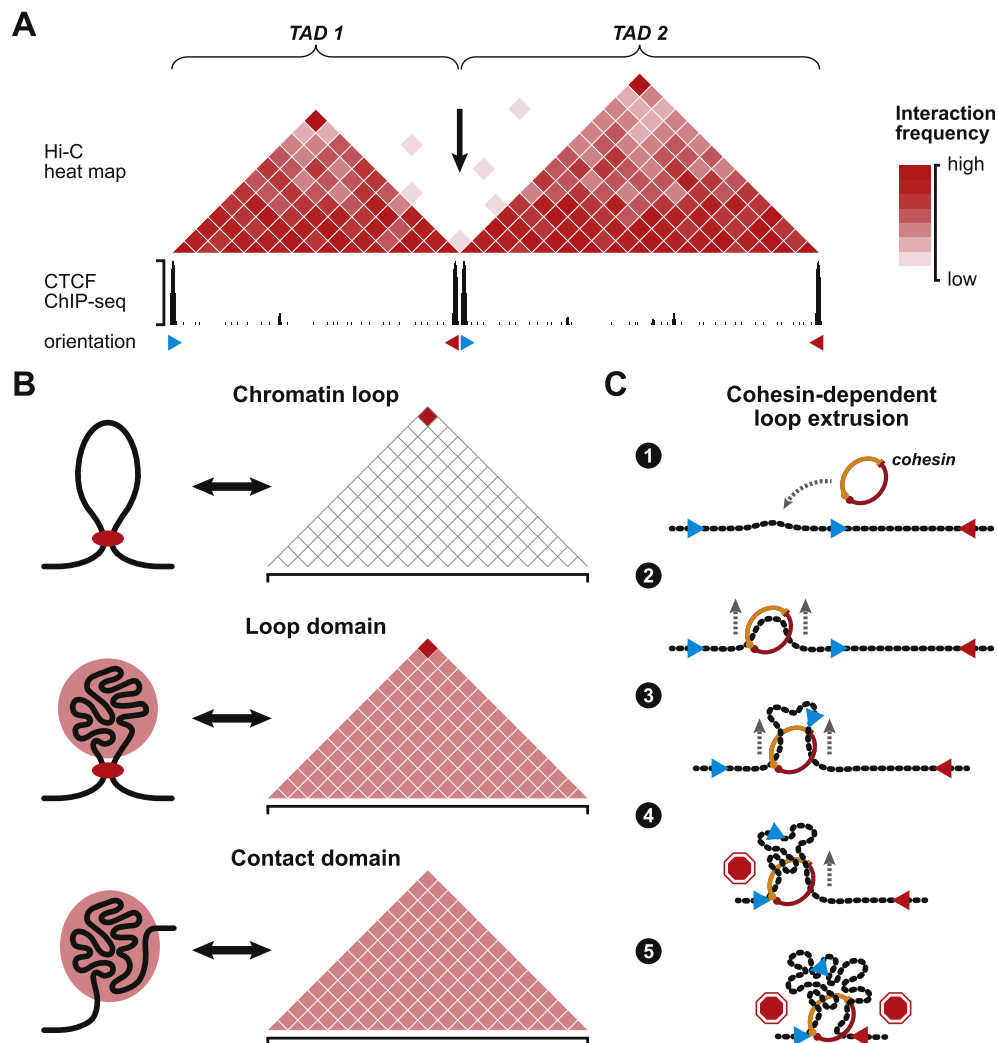 A
TAD 1
TAD 2
Hi-C
heat map
Interaction
frequency
high
low
CTCF
ChIP-seq
orientation
B
Chromatin loop
Loop domain
Contact domain
C
Cohesin-dependent
loop extrusion
1
cohesin
2
3
4
5